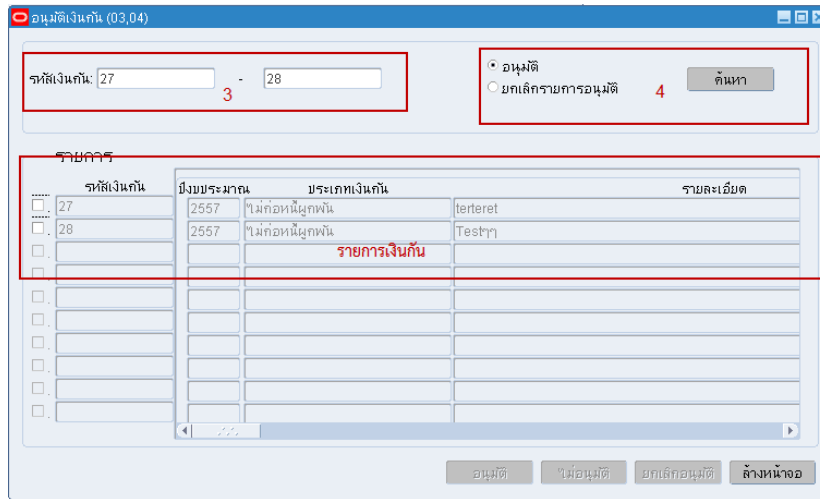 อนุมัติเงินกัน (03,04)
รหัสเงินกัน: 27 - 28
3
อนุมัติ
ยกเลิกรายการอนุมัติ
4
ค้นหา
รายการ
รหัสเงินกัน ปีงบประมาณ ประเภทเงินกัน รายละเอียด
27 2557 ไม่ก่อหนี้ผูกพัน terteret
28 2557 ไม่ก่อหนี้ผูกพัน Testๆๆ
รายการเงินกัน
อนุมัติ ไม่อนุมัติ ยกเลิกอนุมัติ ล้างหน้าจอ